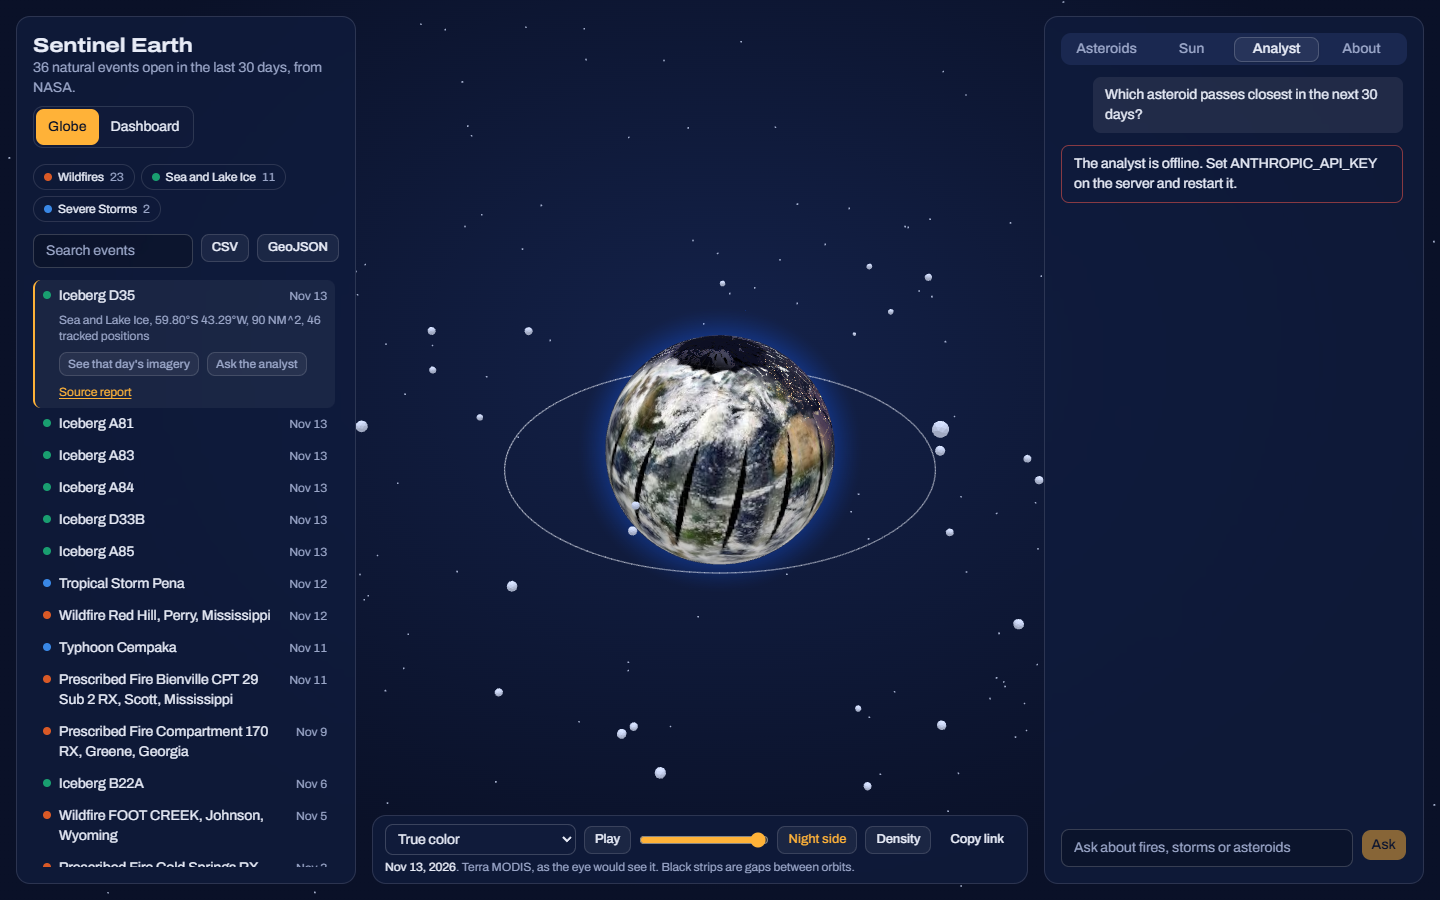 Sentinel Earth
36 natural events open in the last 30 days, from
NASA.
Globe
Dashboard
Wildfires 23
Sea and Lake Ice 11
Severe Storms 2
Search events
CSV
GeoJSON
Iceberg D35 Nov 13
Sea and Lake Ice, 59.80°S 43.29°W, 90 NM^2, 46
tracked positions
See that day's imagery
Ask the analyst
Source report
Iceberg A81 Nov 13
Iceberg A83 Nov 13
Iceberg A84 Nov 13
Iceberg D33B Nov 13
Iceberg A85 Nov 13
Tropical Storm Pena Nov 12
Wildfire Red Hill, Perry, Mississippi Nov 12
Typhoon Cempaka Nov 11
Prescribed Fire Bienville CPT 29 Nov 11
Sub 2 RX, Scott, Mississippi
Prescribed Fire Compartment 170 Nov 9
RX, Greene, Georgia
Iceberg B22A Nov 6
Wildfire FOOT CREEK, Johnson, Nov 5
Wyoming
Prescribed Fire Cold Springs RX
True color
Play
Night side
Density
Copy link
Nov 13, 2026. Terra MODIS, as the eye would see it. Black strips are gaps between orbits.
Asteroids
Sun
Analyst
About
Which asteroid passes closest in the next 30
days?
The analyst is offline. Set ANTHROPIC_API_KEY
on the server and restart it.
Ask about fires, storms or asteroids
Ask